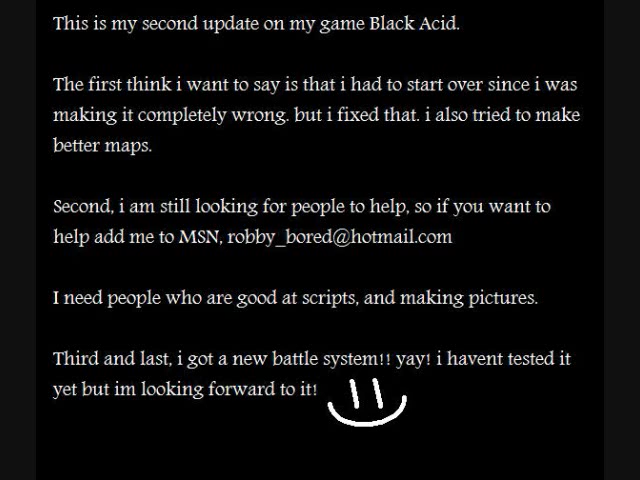 This is my second update on my game Black Acid.
The first think i want to say is that i had to start over since i was
making it completely wrong. but i fixed that. i also tried to make
better maps.
Second, i am still looking for people to help, so if you want to
help add me to MSN, robby_bored@hotmail.com
I need people who are good at scripts, and making pictures.
Third and last, i got a new battle system!! yay! i havent tested it
yet but im looking forward to it!